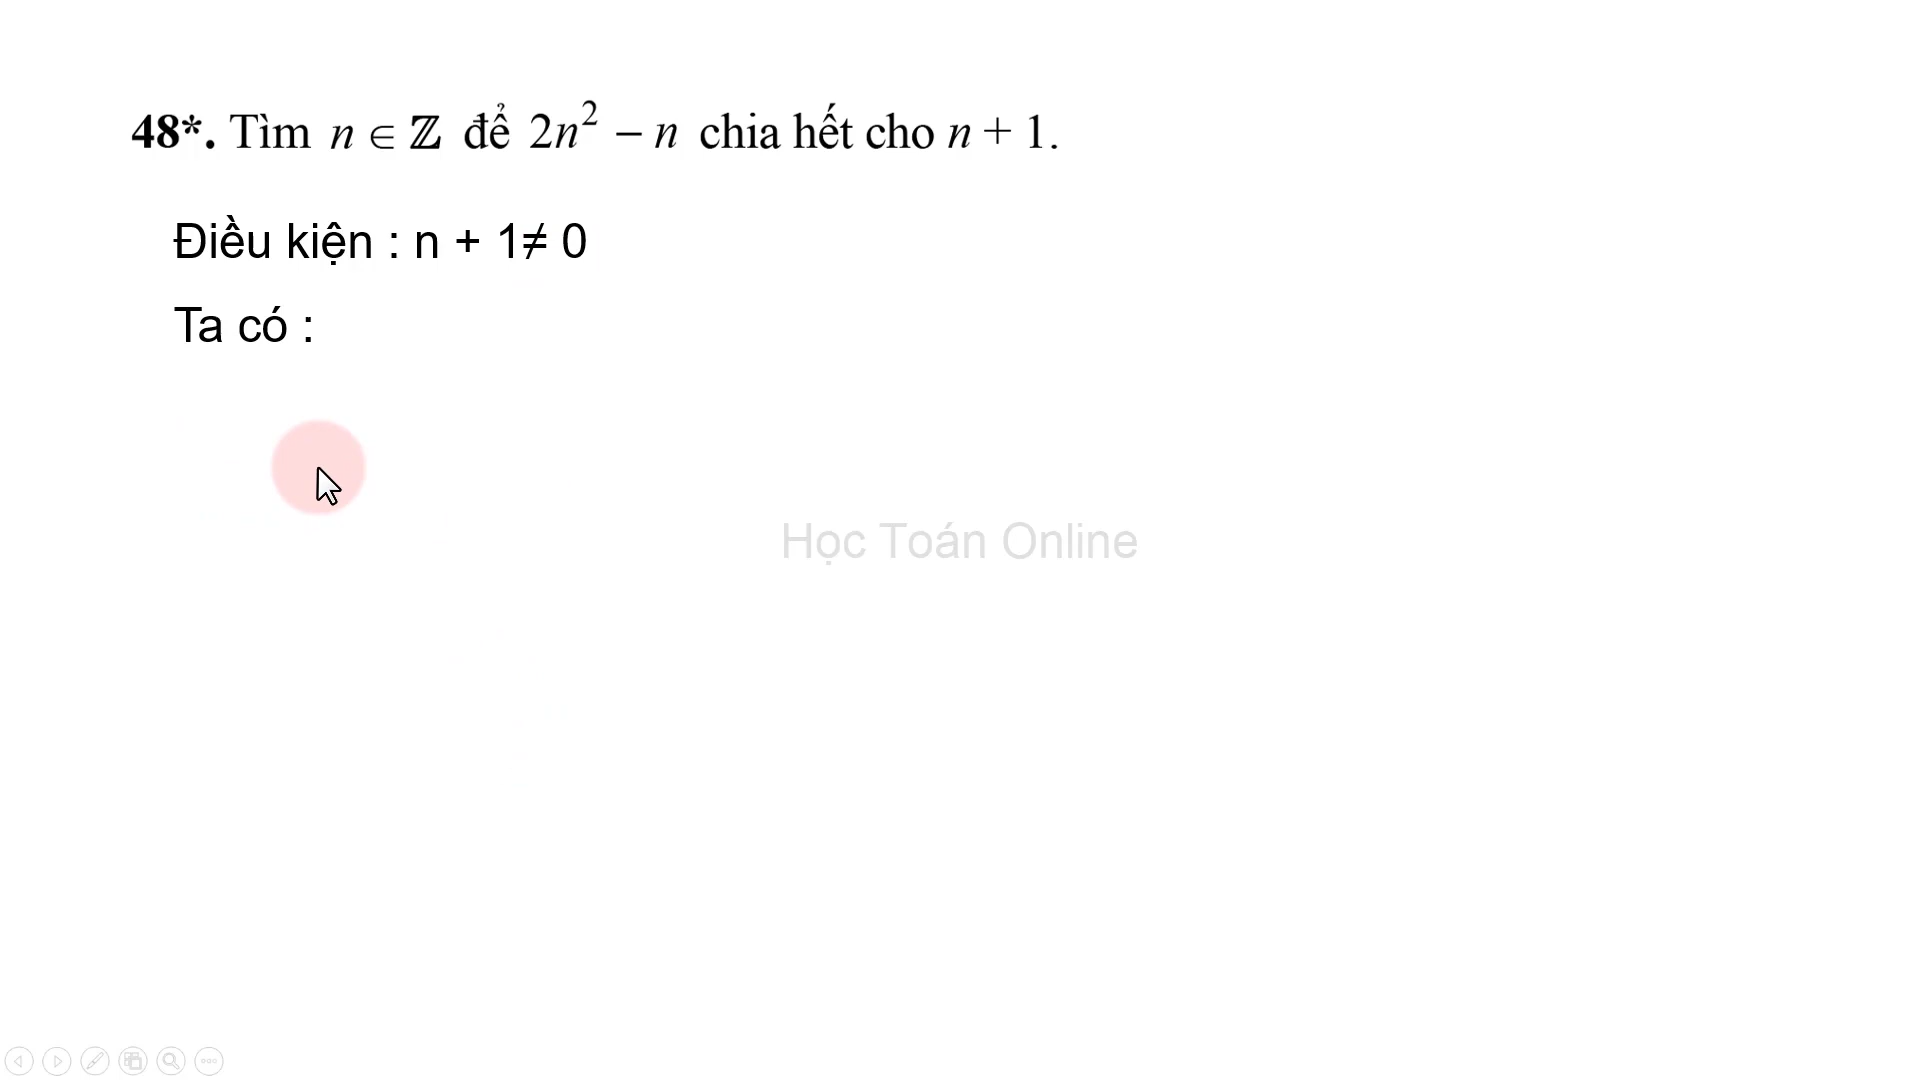 48*. Tìm n ∈ ℤ để 2n² – n chia hết cho n + 1.
Điều kiện : n + 1≠ 0
Ta có :
Học Toán Online